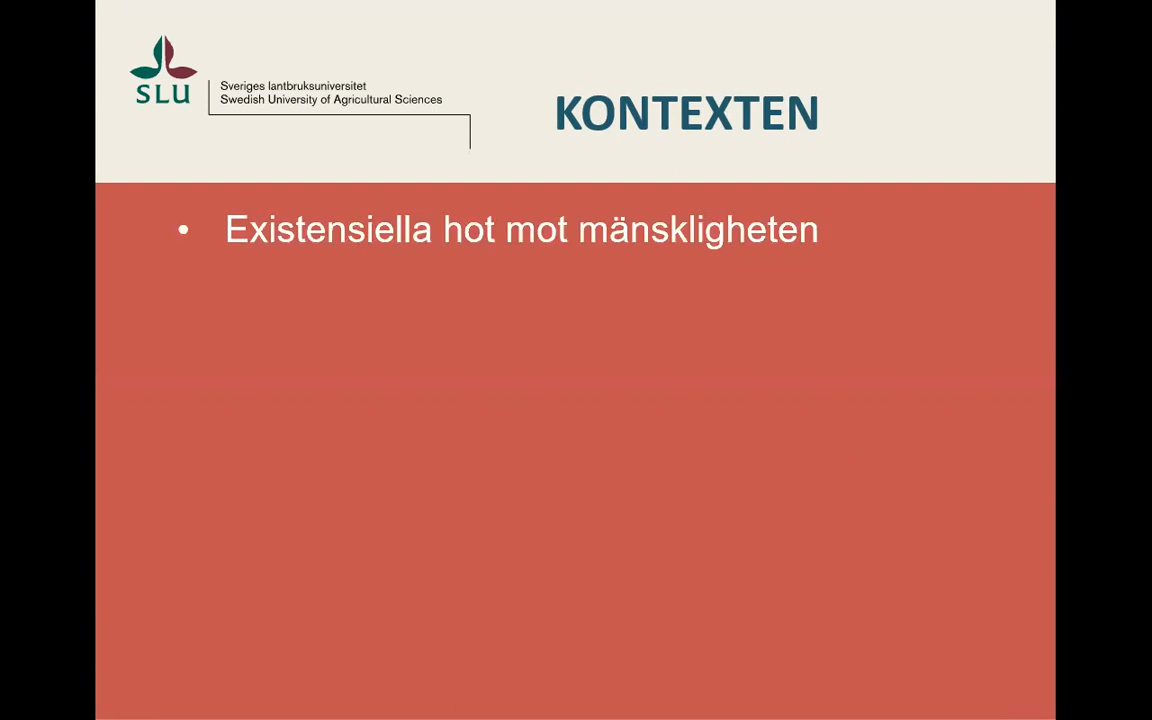 SLU
Sveriges lantbruksuniversitet
Swedish University of Agricultural Sciences
KONTEXTEN
• Existensiella hot mot mänskligheten